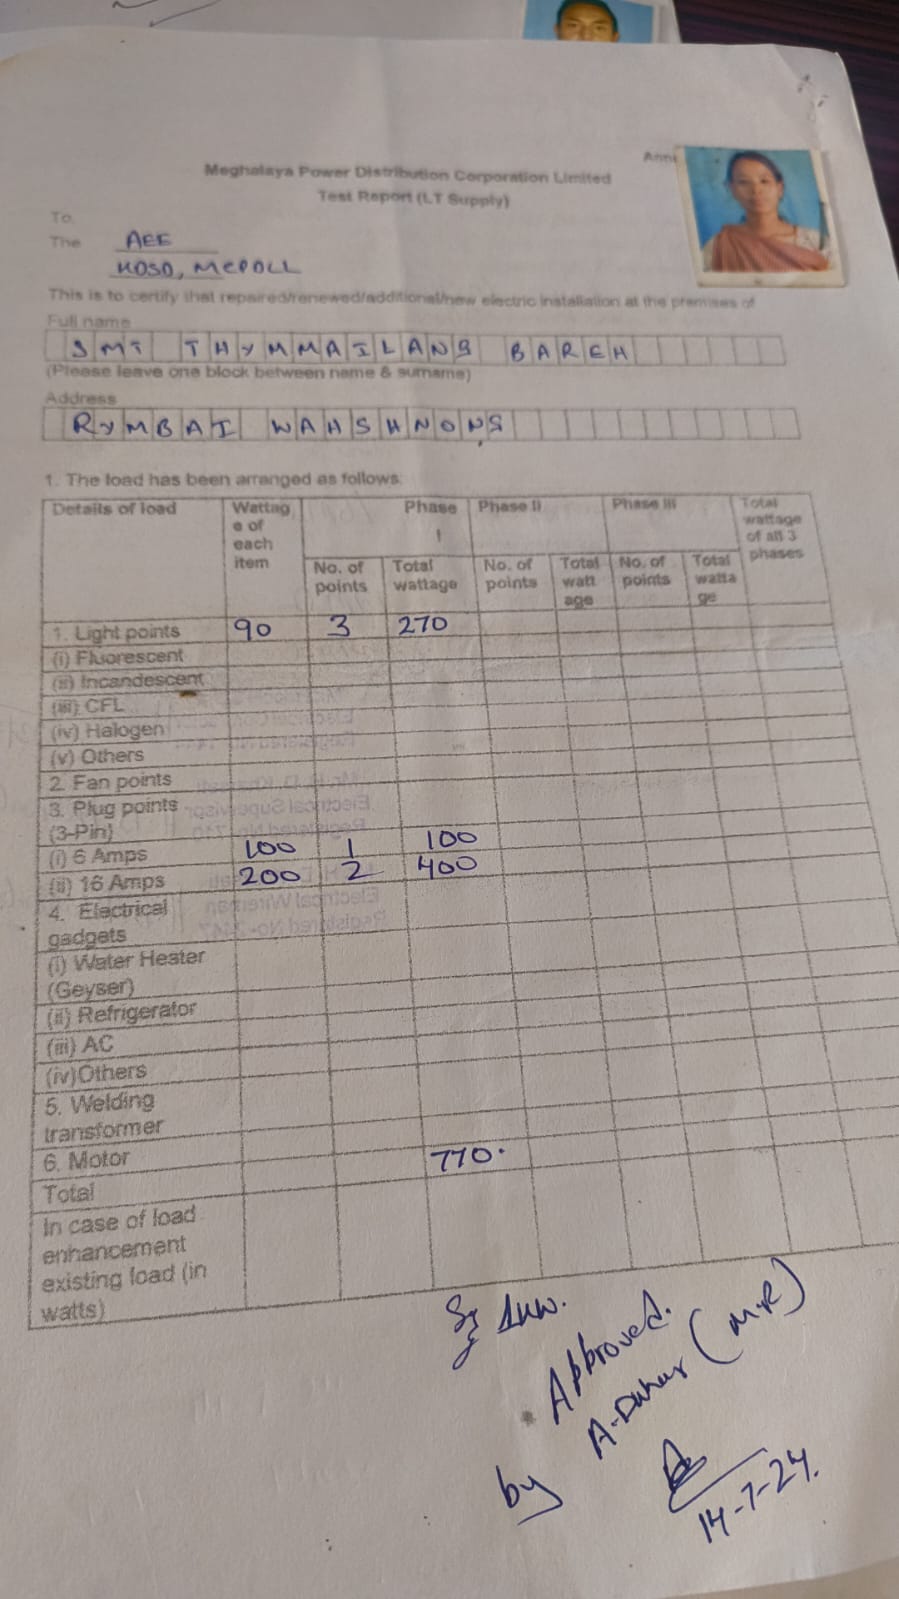 Meghalaya Power Distribution Corporation Limited
Test Report (LT Supply)
To,
The AEE
KOSD, MEPDCL
This is to certify that repaired/renewed/additional/new electric installation at the premises of
Full name
SMT THYMMAILANG BAREH
(Please leave one block between name & surname)
Address
RYMBAI WAHSHNONG
1. The load has been arranged as follows:
Details of load Wattage of each item Phase I Phase II Phase III Total wattage of all 3 phases
No. of points Total wattage No. of points Total wattage No. of points Total wattage
1. Light points 90 3 270
(i) Fluorescent
(ii) Incandescent
(iii) CFL
(iv) Halogen
(v) Others
2. Fan points
3. Plug points
(3-Pin)
(i) 6 Amps 100 1 100
(ii) 16 Amps 200 2 400
4. Electrical
gadgets
(i) Water Heater
(Geyser)
(ii) Refrigerator
(iii) AC
(iv) Others
5. Welding
transformer
6. Motor 770.
Total
In case of load
enhancement
existing load (in
watts)
Approved.
by A-Dkhar (M.R)
14-7-24.